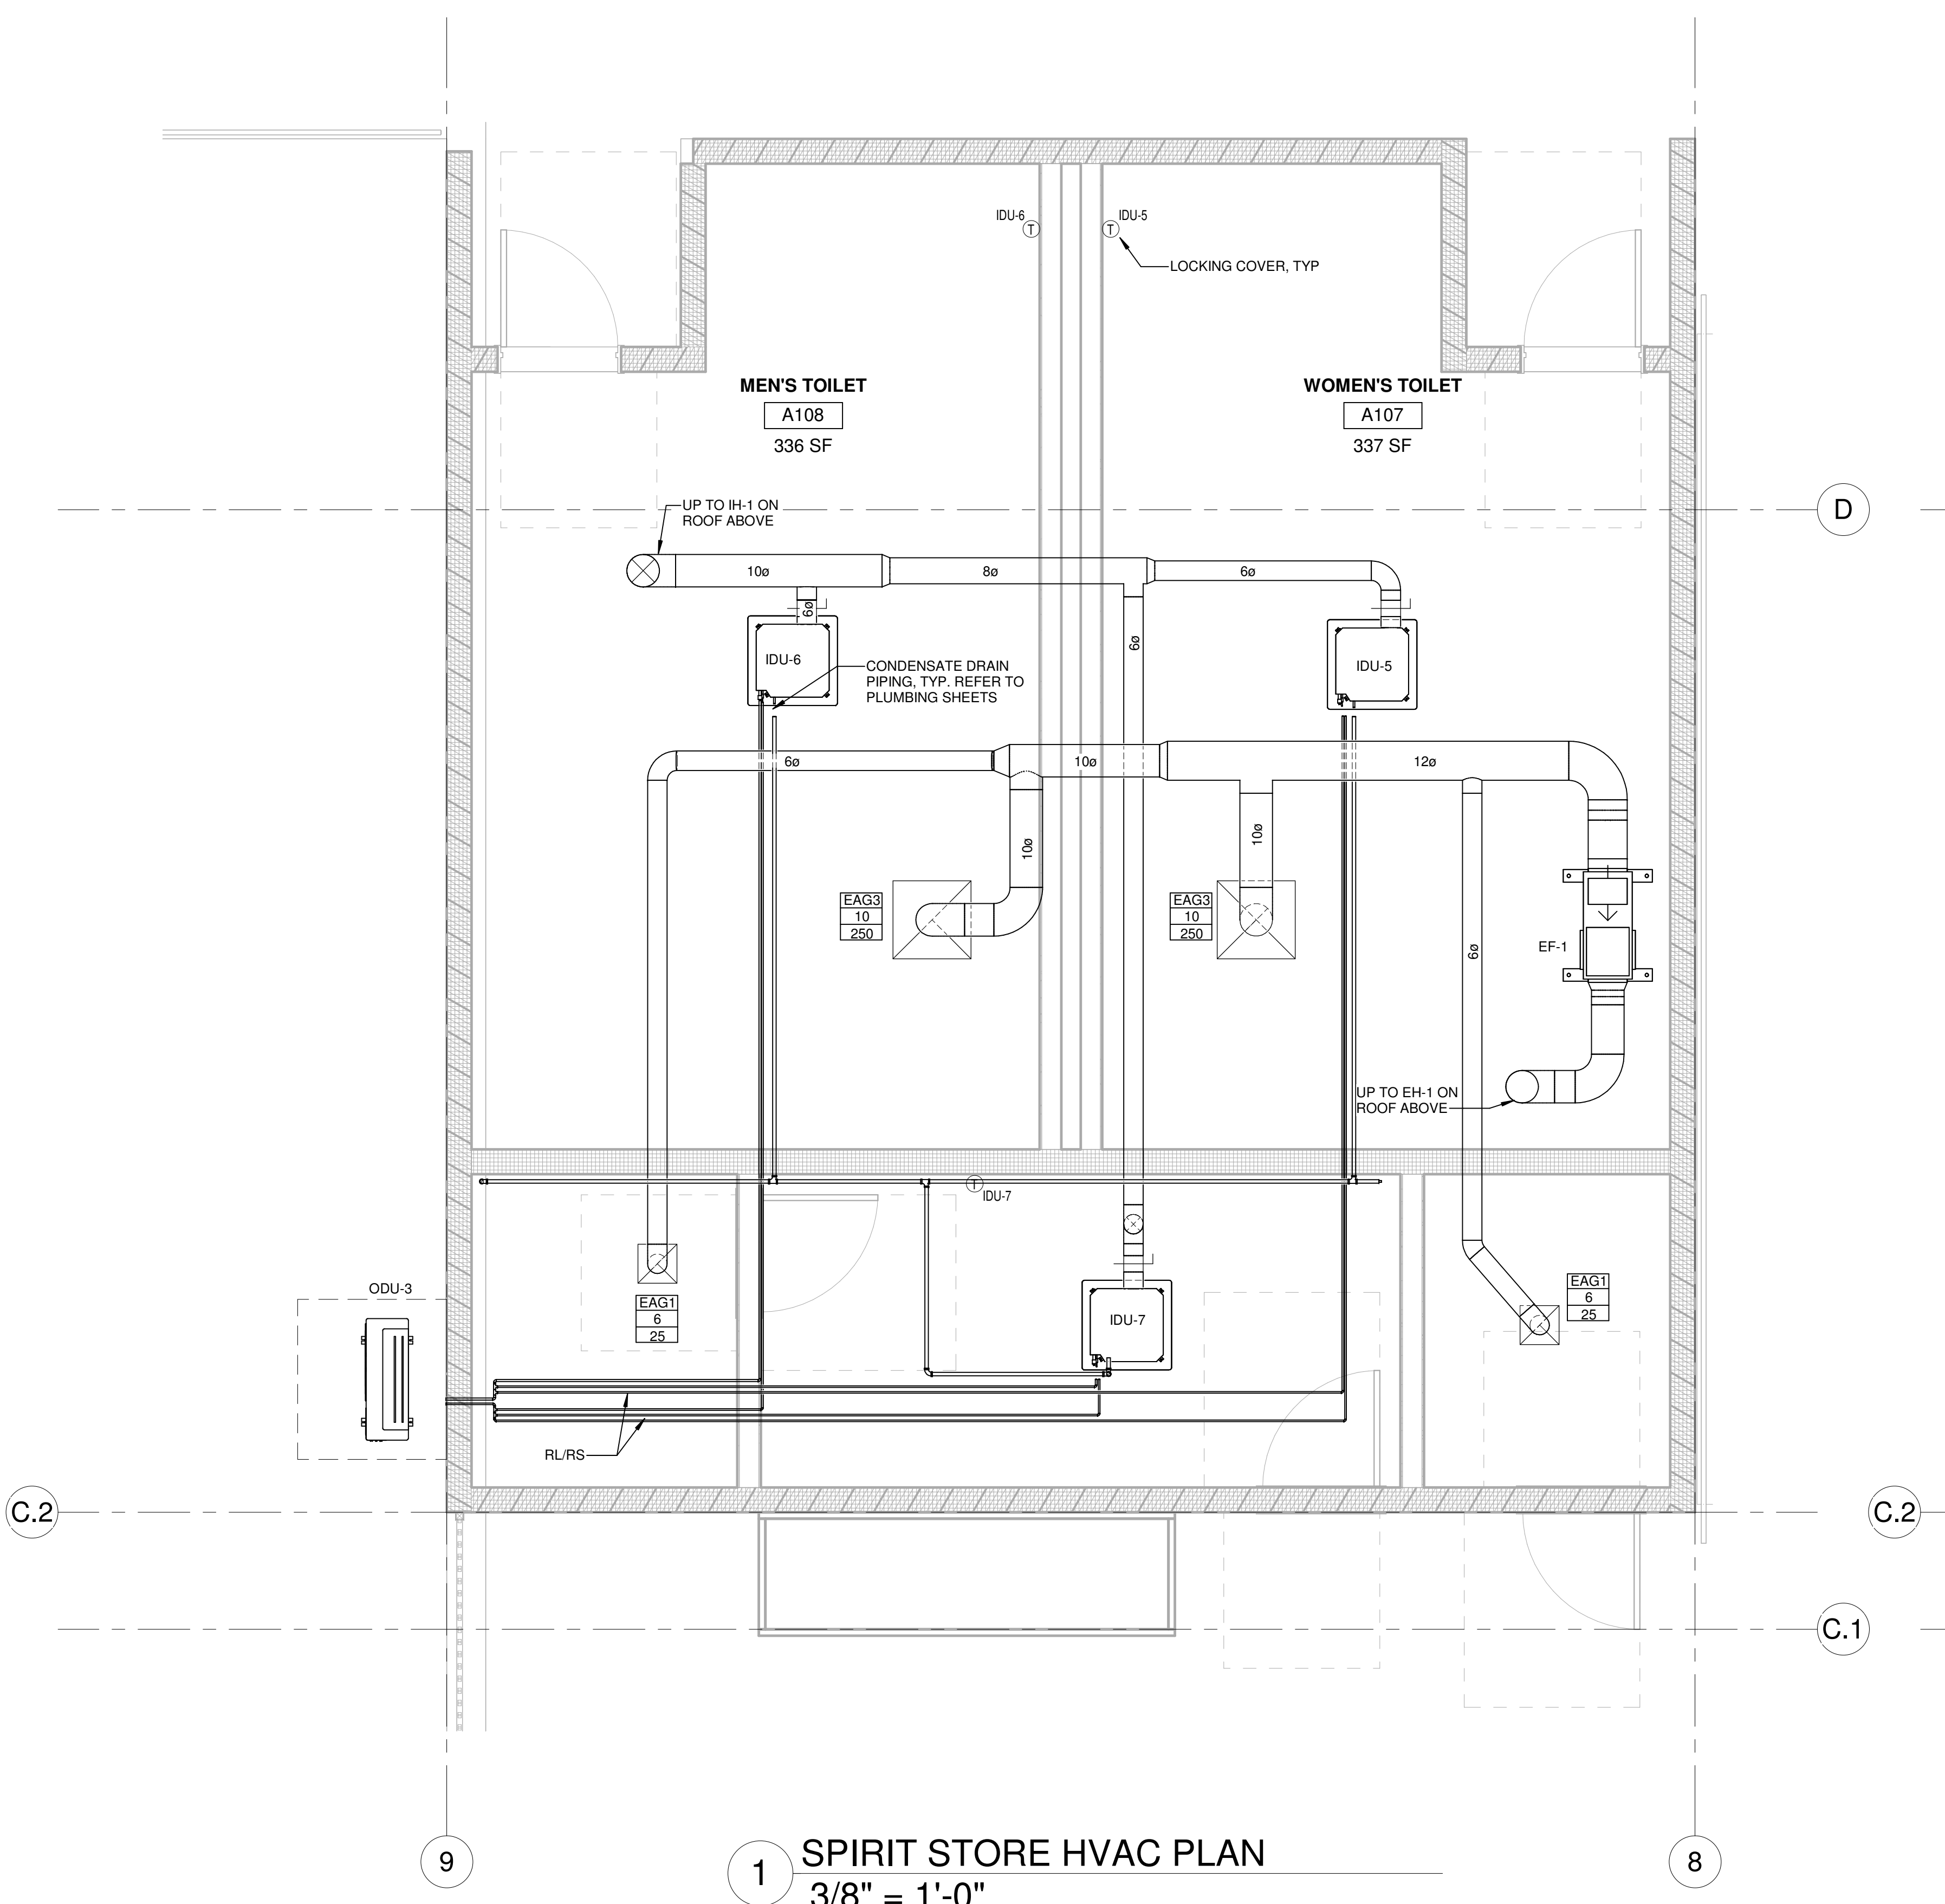 IDU-6
T
IDU-5
T
LOCKING COVER, TYP
MEN'S TOILET
A108
336 SF
WOMEN'S TOILET
A107
337 SF
D
UP TO IH-1 ON
ROOF ABOVE
10ø
8ø
6ø
6ø
6ø
IDU-6
IDU-5
CONDENSATE DRAIN
PIPING, TYP. REFER TO
PLUMBING SHEETS
6ø
10ø
12ø
10ø
10ø
EAG3
10
250
EAG3
10
250
6ø
EF-1
UP TO EH-1 ON
ROOF ABOVE
T
IDU-7
ODU-3
EAG1
6
25
IDU-7
EAG1
6
25
RL/RS
C.2
C.2
C.1
9
8
1
SPIRIT STORE HVAC PLAN
3/8" = 1'-0"